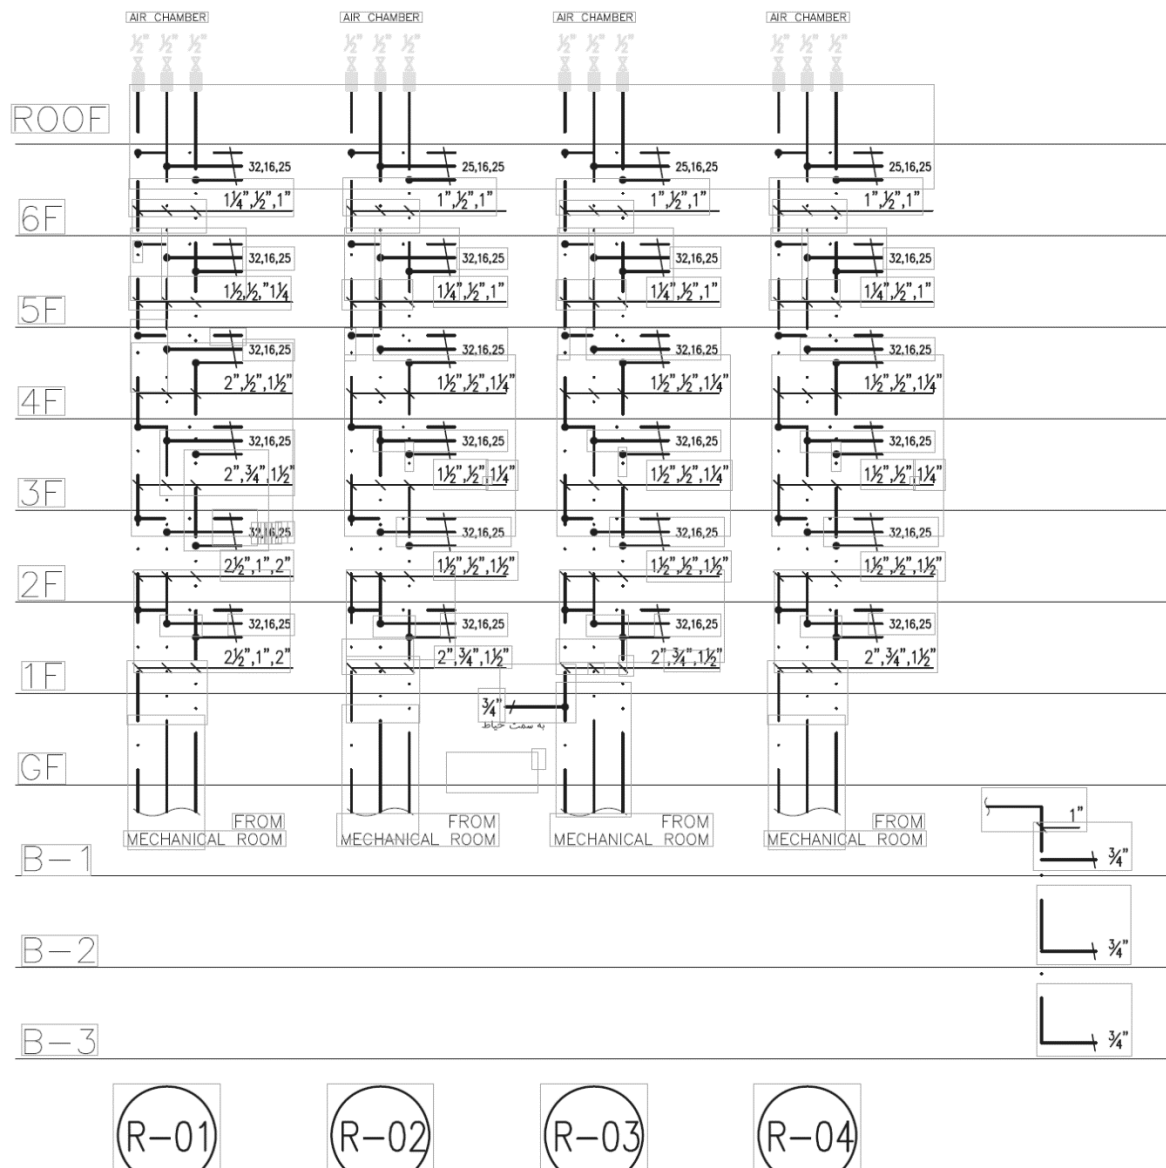 AIR CHAMBER AIR CHAMBER AIR CHAMBER AIR CHAMBER
½" ½" ½" ½" ½" ½" ½" ½" ½" ½" ½" ½"
ROOF
32,16,25 25,16,25 25,16,25 32,16,25
1¼",½",1" 1",½",1" 1",½",1" 1",½",1"
6F
32,16,25 32,16,25 32,16,25 32,16,25
1½,½,"1¼ 1¼",½",1" 1¼",½",1" 1¼",½",1"
5F
32,16,25 32,16,25 32,16,25 32,16,25
2",½",1½" 1½",½",1¼" 1½",½",1¼" 1½",½",1¼"
4F
32,16,25 32,16,25 32,16,25 32,16,25
2",¾",1½" 1½",½",1¼" 1½",½",1¼" 1½",½",1¼"
3F
32,16,25 32,16,25 32,16,25 32,16,25
2½",1",2" 1½",½",1½" 1½",½",1½" 1½",½",1½"
2F
32,16,25 32,16,25 32,16,25 32,16,25
2½",1",2" 2",¾",1½" 2",¾",1½" 2",¾",1½"
1F
¾"
به سمت حیاط
GF
FROM FROM FROM FROM
MECHANICAL ROOM MECHANICAL ROOM MECHANICAL ROOM MECHANICAL ROOM
1"
B-1
¾"
B-2
¾"
B-3
¾"
R-01 R-02 R-03 R-04